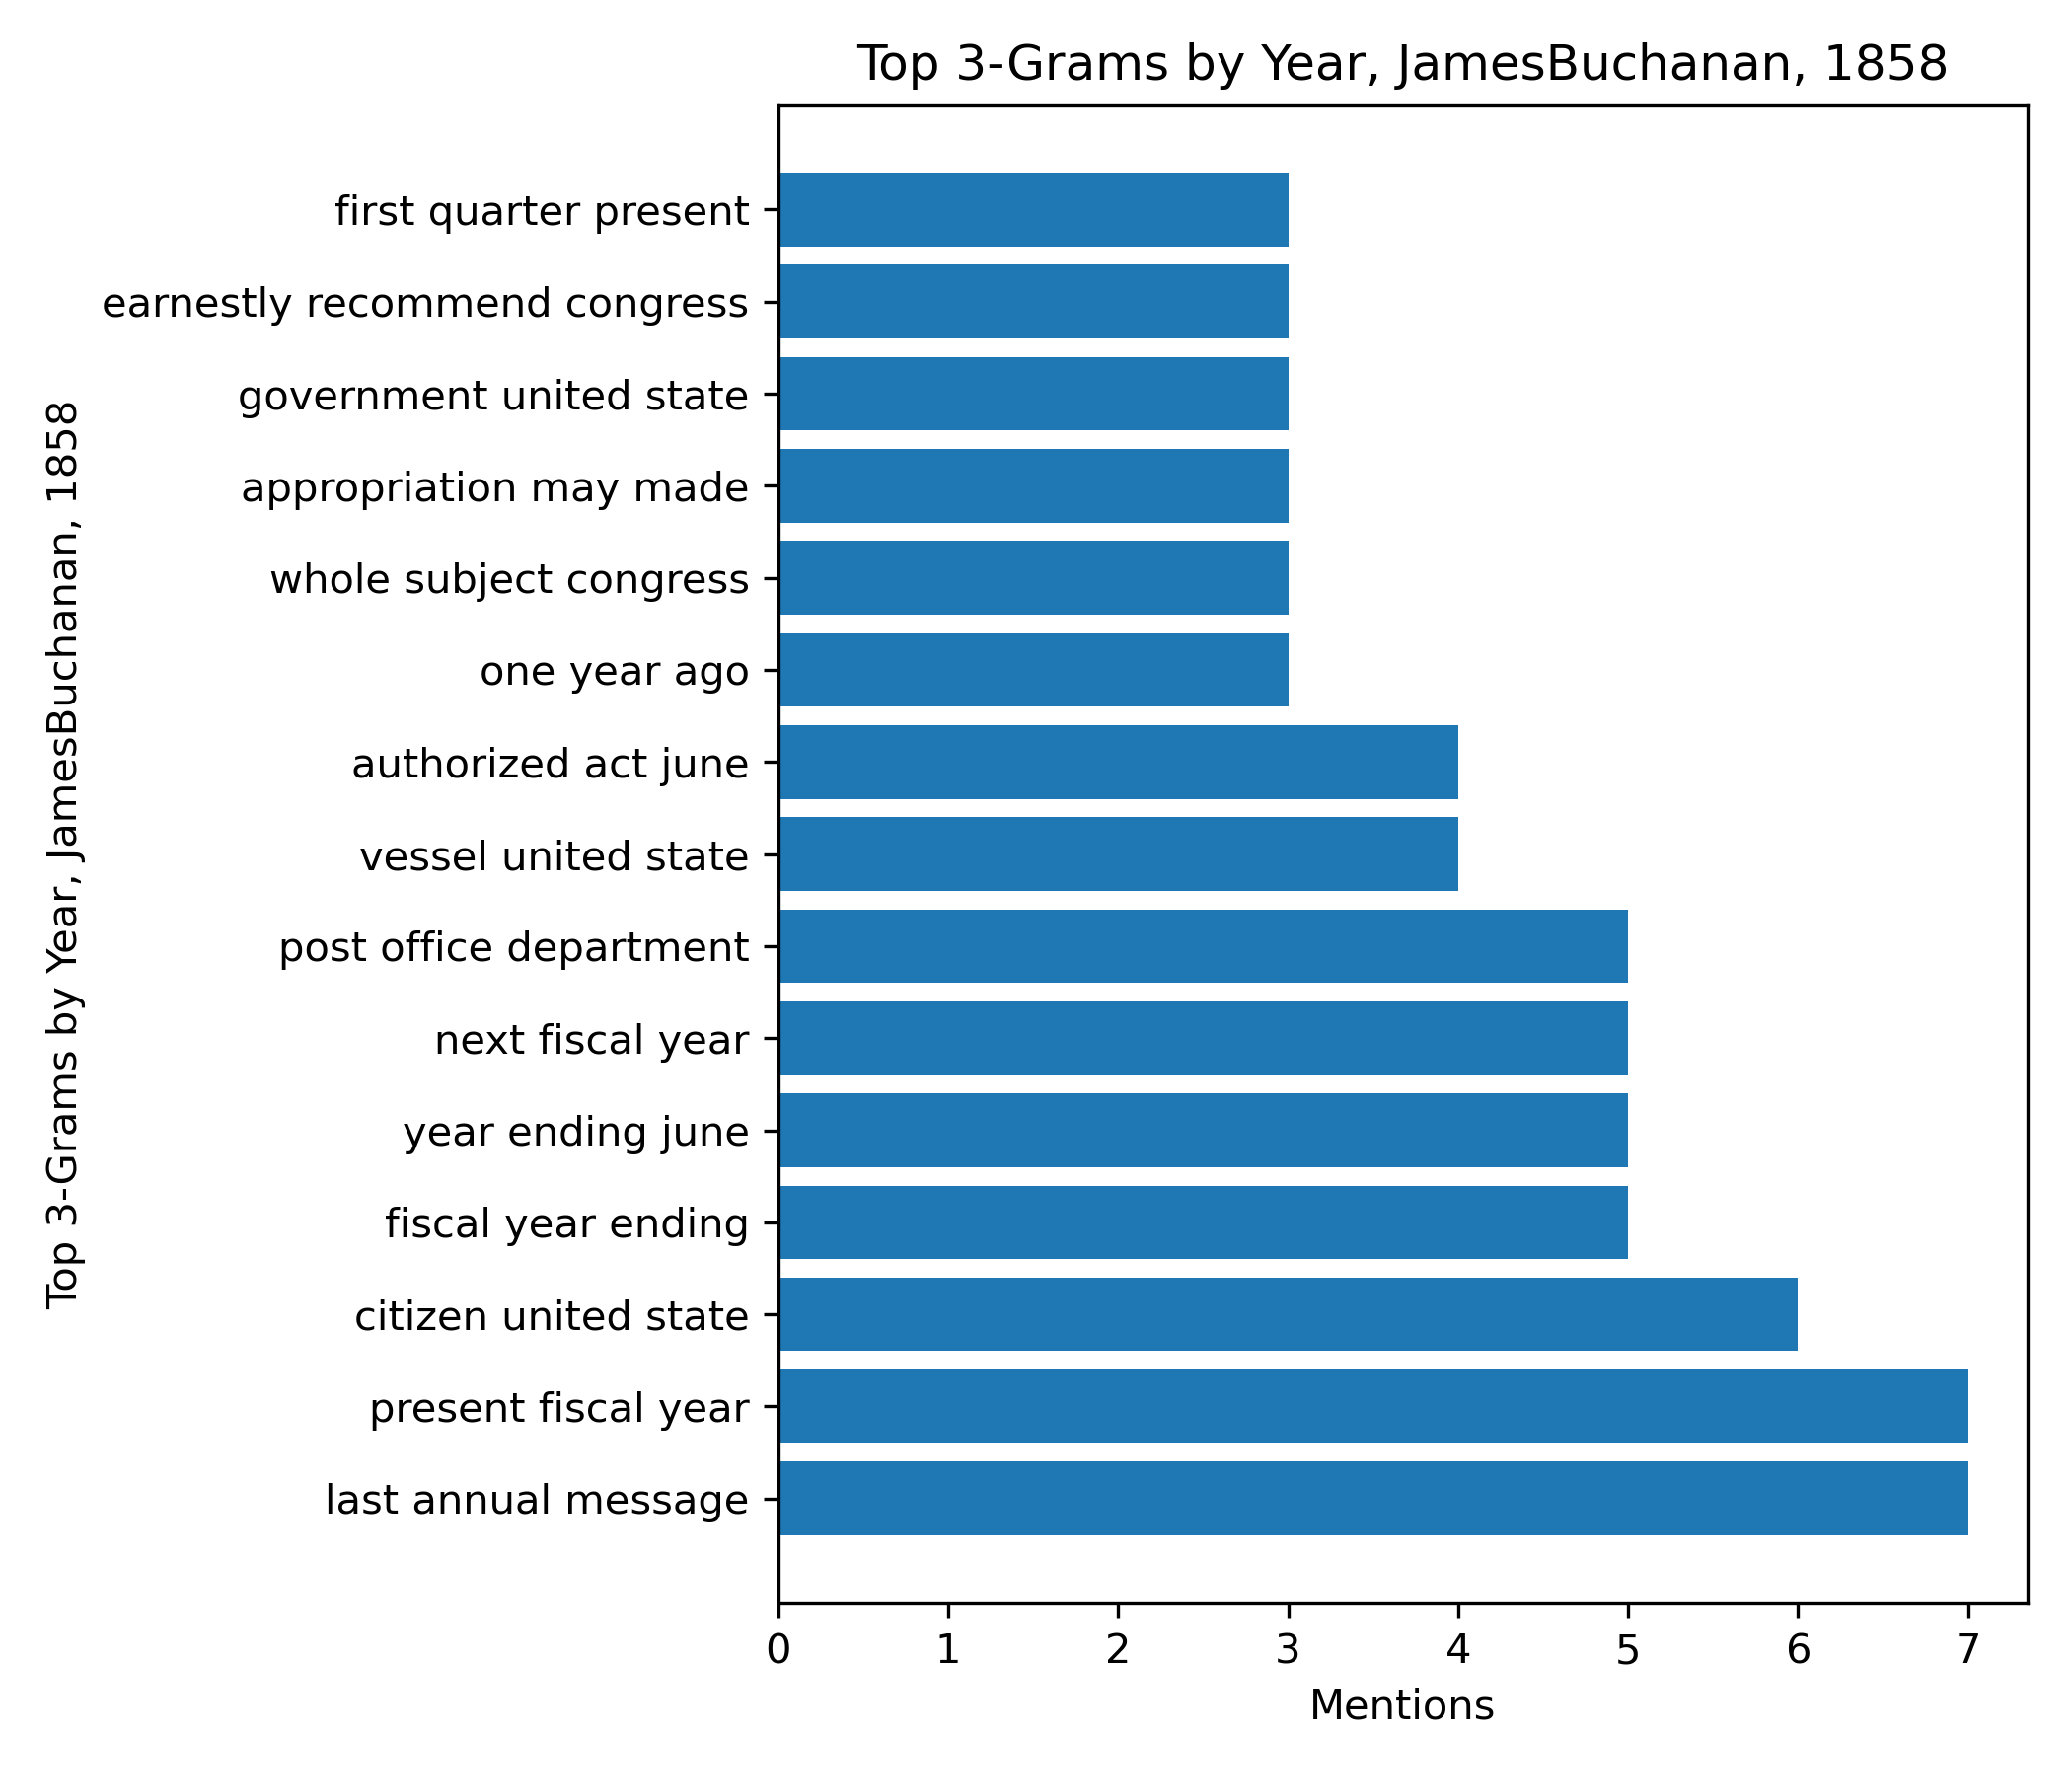 Top 3-Grams by Year, JamesBuchanan, 1858
Top 3-Grams by Year, JamesBuchanan, 1858
first quarter present
earnestly recommend congress
government united state
appropriation may made
whole subject congress
one year ago
authorized act june
vessel united state
post office department
next fiscal year
year ending june
fiscal year ending
citizen united state
present fiscal year
last annual message
0 1 2 3 4 5 6 7
Mentions